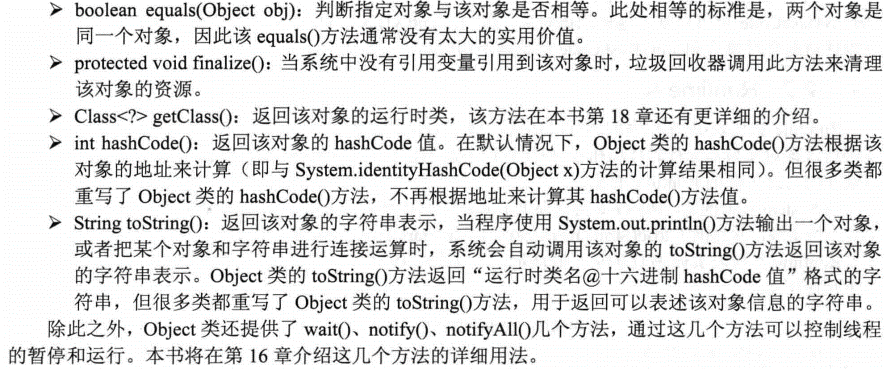 ➤ boolean equals(Object obj)：判断指定对象与该对象是否相等。此处相等的标准是，两个对象是
同一个对象，因此该 equals()方法通常没有太大的实用价值。
➤ protected void finalize()：当系统中没有引用变量引用到该对象时，垃圾回收器调用此方法来清理
该对象的资源。
➤ Class<?> getClass()：返回该对象的运行时类，该方法在本书第 18 章还有更详细的介绍。
➤ int hashCode()：返回该对象的 hashCode 值。在默认情况下，Object 类的 hashCode()方法根据该
对象的地址来计算（即与 System.identityHashCode(Object x)方法的计算结果相同）。但很多类都
重写了 Object 类的 hashCode()方法，不再根据地址来计算其 hashCode()方法值。
➤ String toString()：返回该对象的字符串表示，当程序使用 System.out.println()方法输出一个对象，
或者把某个对象和字符串进行连接运算时，系统会自动调用该对象的 toString()方法返回该对象
的字符串表示。Object 类的 toString()方法返回“运行时类名@十六进制 hashCode 值”格式的字
符串，但很多类都重写了 Object 类的 toString()方法，用于返回可以表述该对象信息的字符串。
除此之外，Object 类还提供了 wait()、notify()、notifyAll()几个方法，通过这几个方法可以控制线程
的暂停和运行。本书将在第 16 章介绍这几个方法的详细用法。